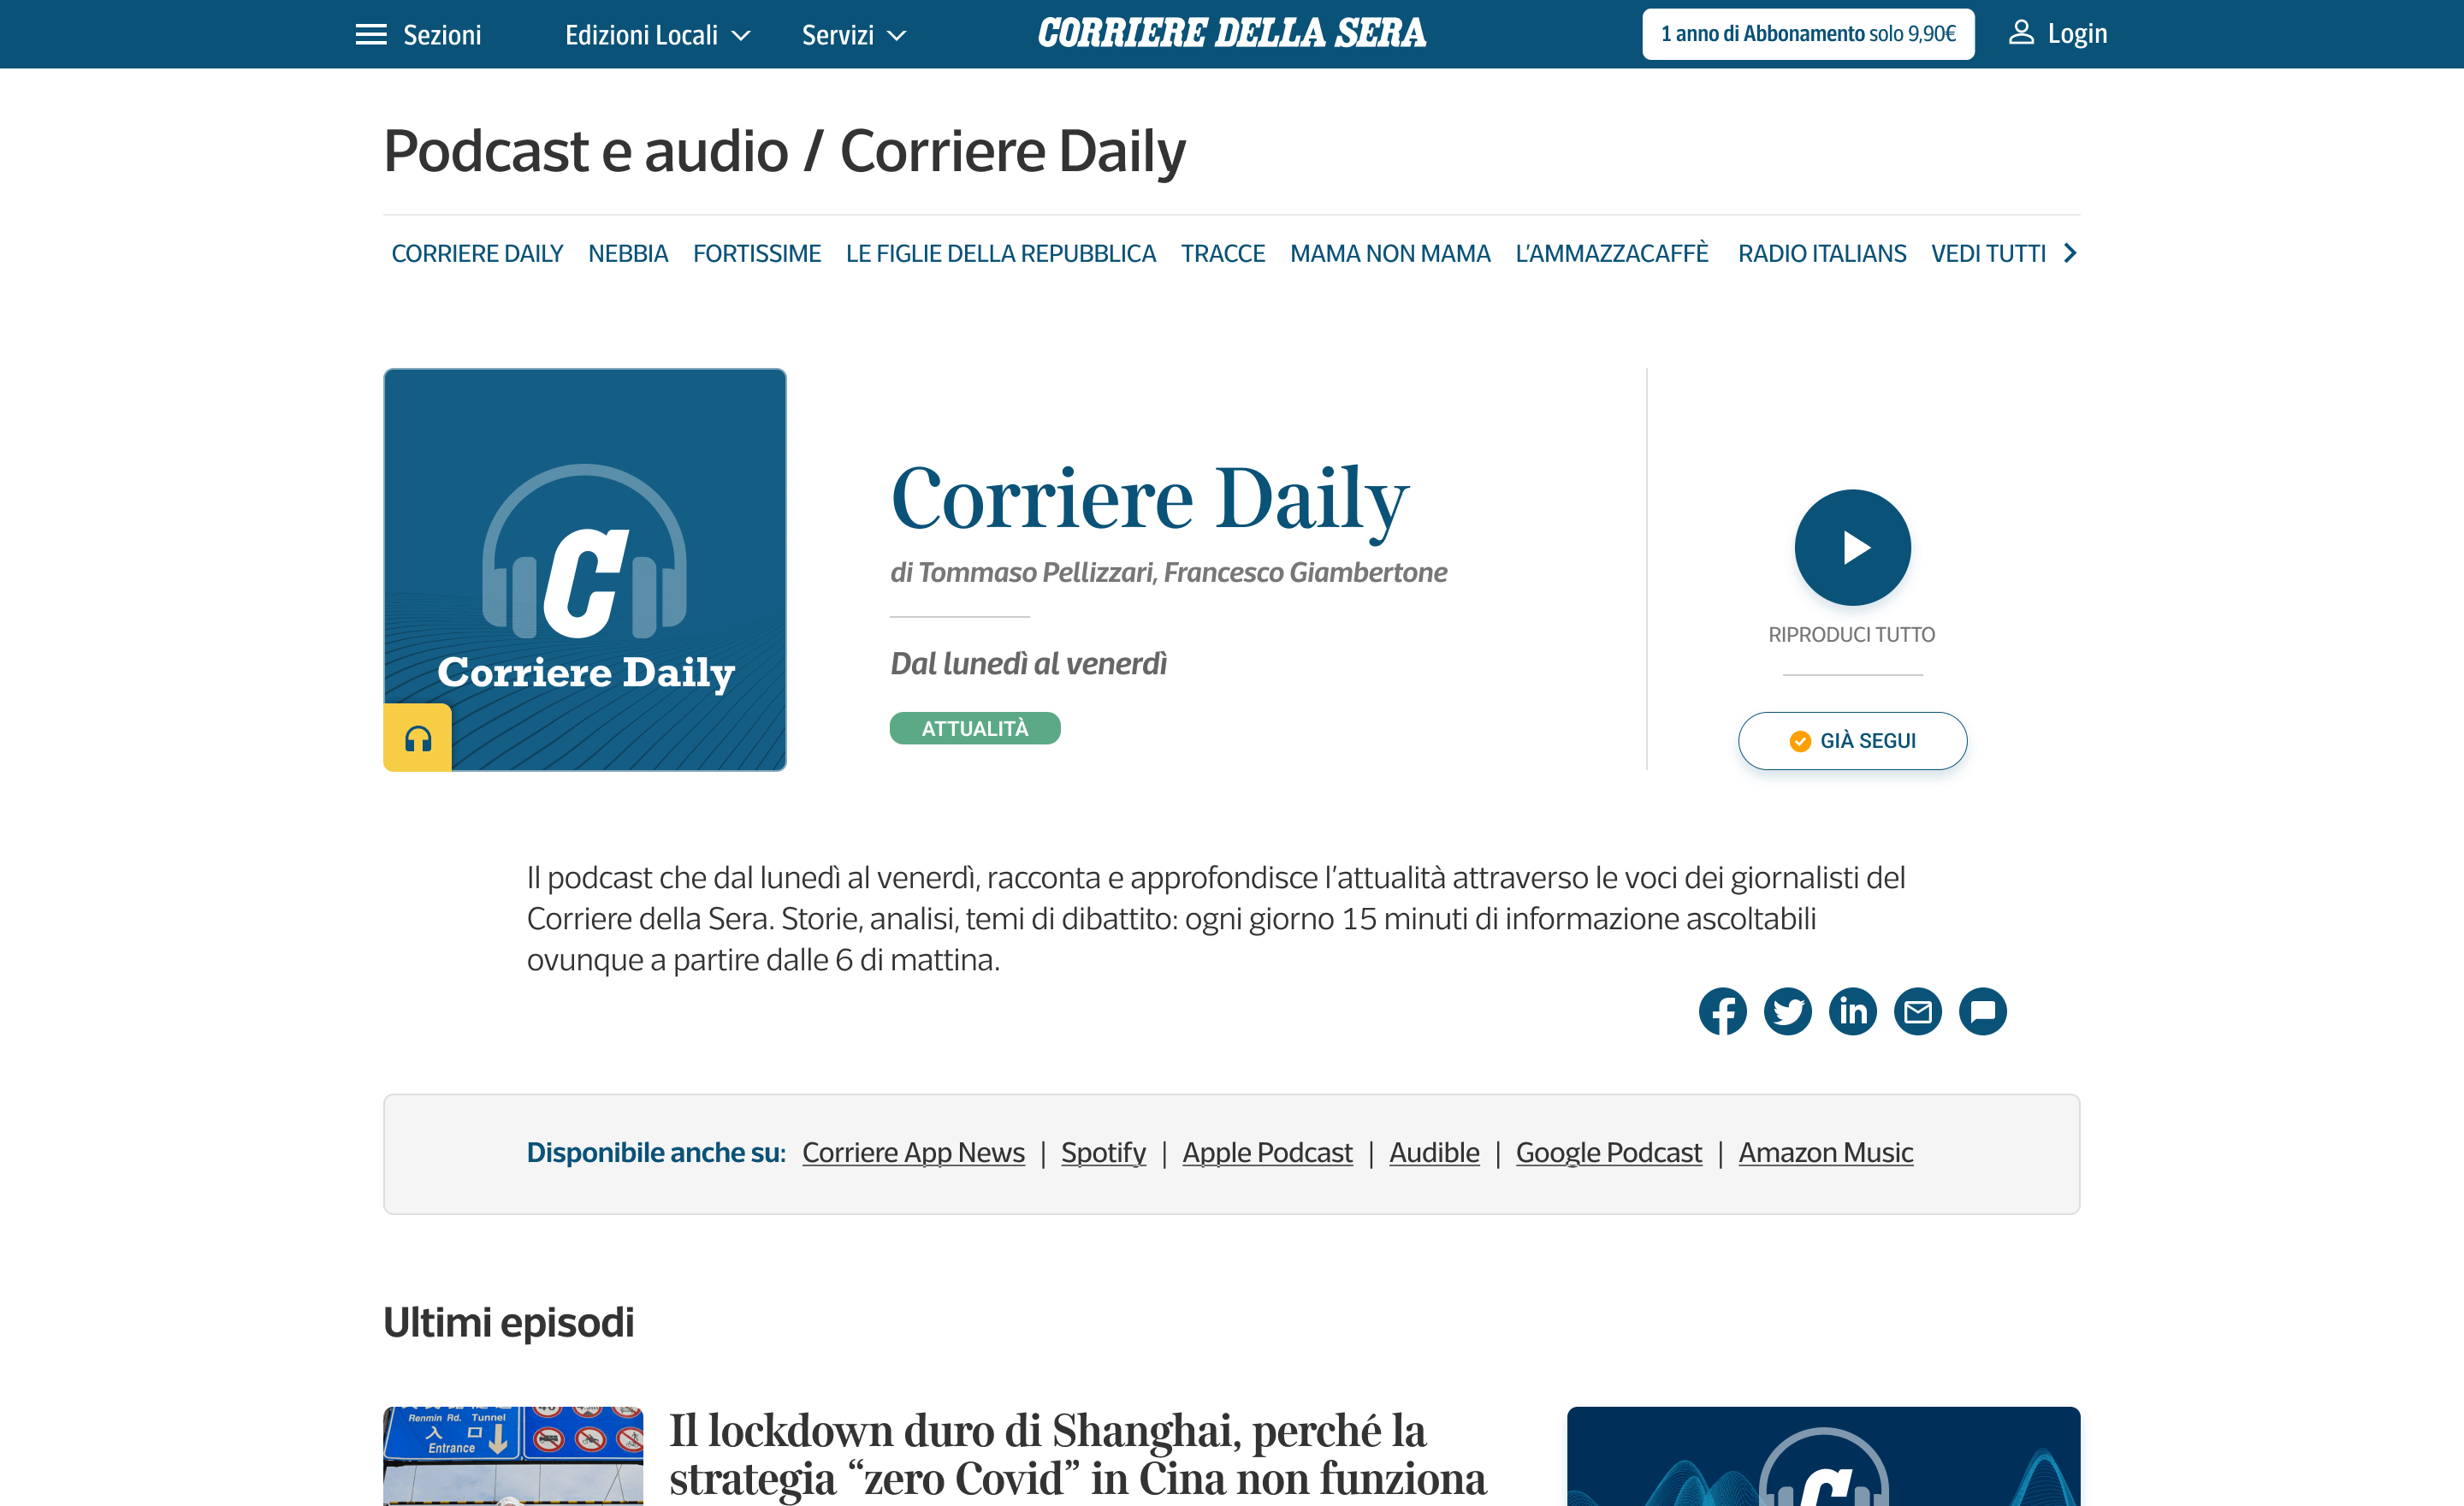 Sezioni
Edizioni Locali
Servizi
CORRIERE DELLA SERA
1 anno di Abbonamento solo 9,90€
Login
Podcast e audio / Corriere Daily
CORRIERE DAILY NEBBIA FORTISSIME LE FIGLIE DELLA REPUBBLICA TRACCE MAMA NON MAMA L’AMMAZZACAFFÈ RADIO ITALIANS VEDI TUTTI
C
Corriere Daily
Corriere Daily
di Tommaso Pellizzari, Francesco Giambertone
Dal lunedì al venerdì
ATTUALITÀ
RIPRODUCI TUTTO
GIÀ SEGUI
Il podcast che dal lunedì al venerdì, racconta e approfondisce l’attualità attraverso le voci dei giornalisti del
Corriere della Sera. Storie, analisi, temi di dibattito: ogni giorno 15 minuti di informazione ascoltabili
ovunque a partire dalle 6 di mattina.
Disponibile anche su: Corriere App News | Spotify | Apple Podcast | Audible | Google Podcast | Amazon Music
Ultimi episodi
Renmin Rd. Tunnel
入 口
Entrance
Il lockdown duro di Shanghai, perché la
strategia “zero Covid” in Cina non funziona
C